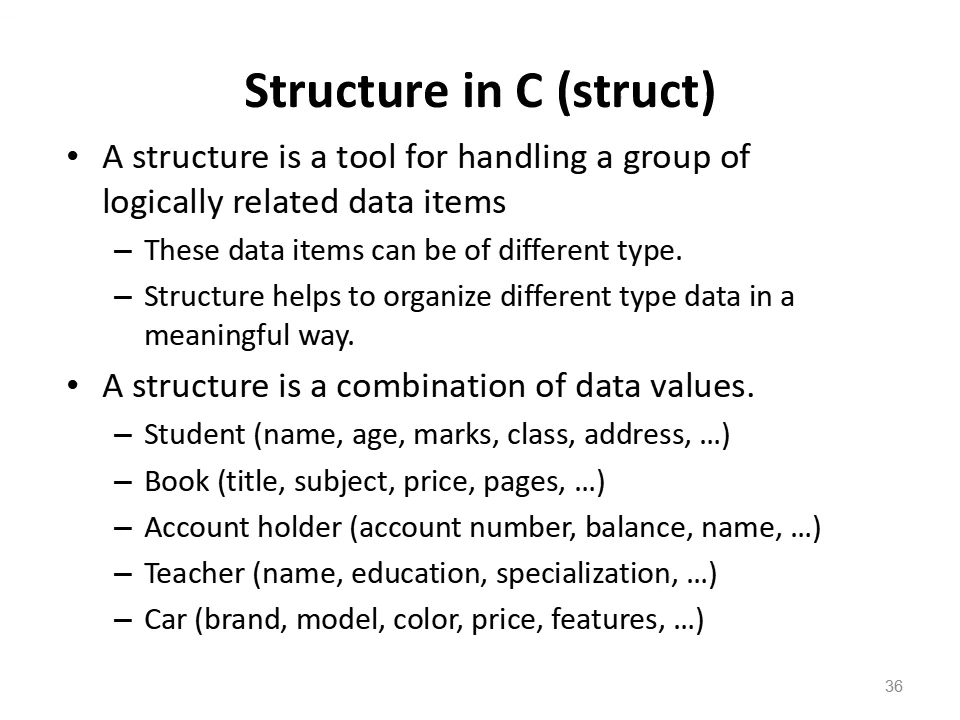 Structure in C (struct)
• A structure is a tool for handling a group of
logically related data items
– These data items can be of different type.
– Structure helps to organize different type data in a
meaningful way.
• A structure is a combination of data values.
– Student (name, age, marks, class, address, …)
– Book (title, subject, price, pages, …)
– Account holder (account number, balance, name, …)
– Teacher (name, education, specialization, …)
– Car (brand, model, color, price, features, …)
36